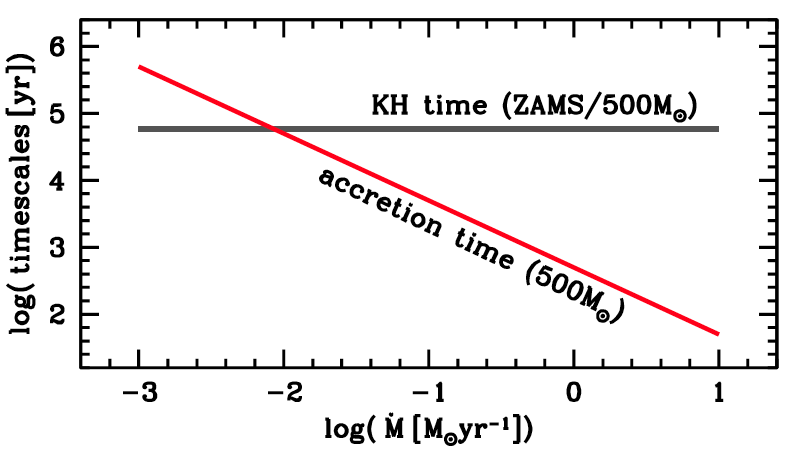 6
5
4
3
2
log( timescales [yr])
KH time (ZAMS/500M⊙)
accretion time (500M⊙)
−3 −2 −1 0 1
log( Ṁ [M⊙yr⁻¹])